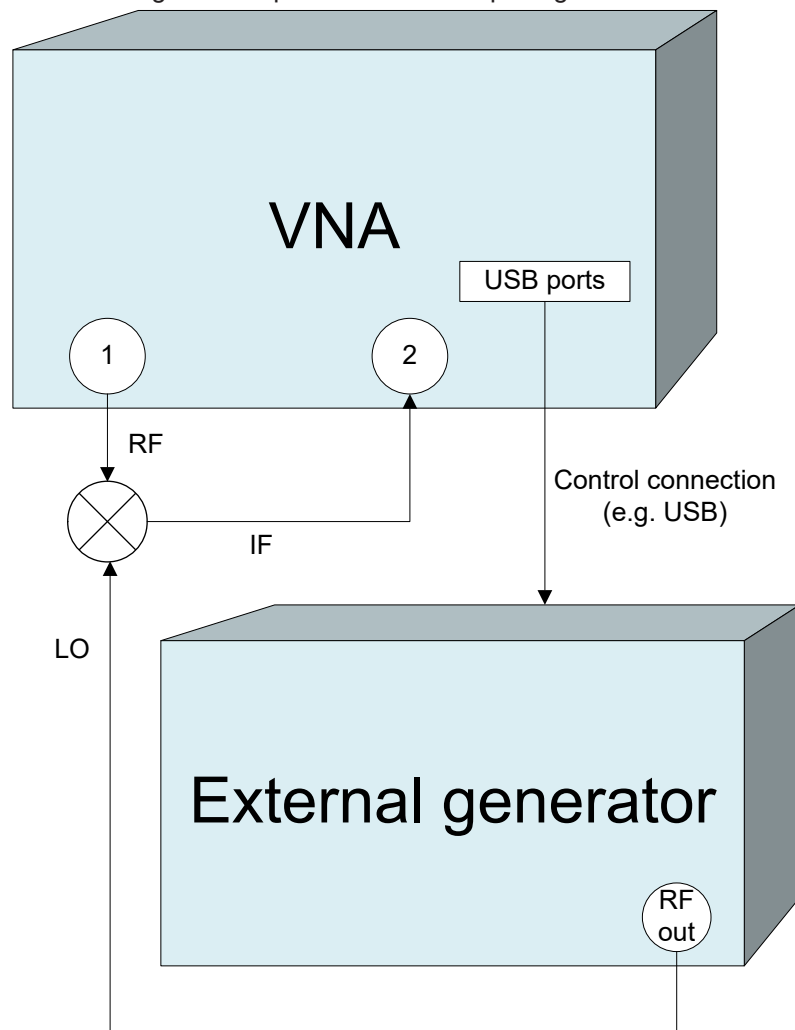 VNA
USB ports
1
2
RF
Control connection
(e.g. USB)
IF
LO
External generator
RF
out